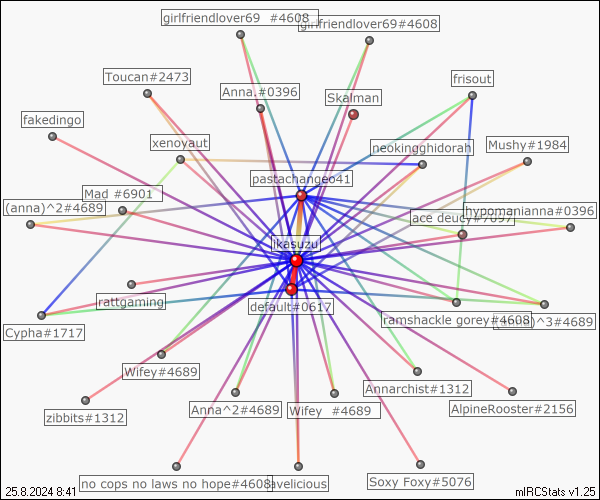 girlfriendlover69 #4608
girlfriendlover69#4608
Toucan#2473
frisout
Anna.#0396
Skalman
fakedingo
xenoyaut
neokingghidorah
Mushy#1984
pastachangeo41
Mad #6901
(anna)^2#4689
ace deucey#7097
hypomanianna#0396
likasuzu
rattgaming
default#0617
Cypha#1717
ramshackle gorey#4608
)^3#4689
Wifey#4689
Annarchist#1312
zibbits#1312
Anna^2#4689
Wifey #4689
AlpineRooster#2156
no cops no laws no hope#4608
avelicious
Soxy Foxy#5076
25.8.2024 8:41
mIRCStats v1.25